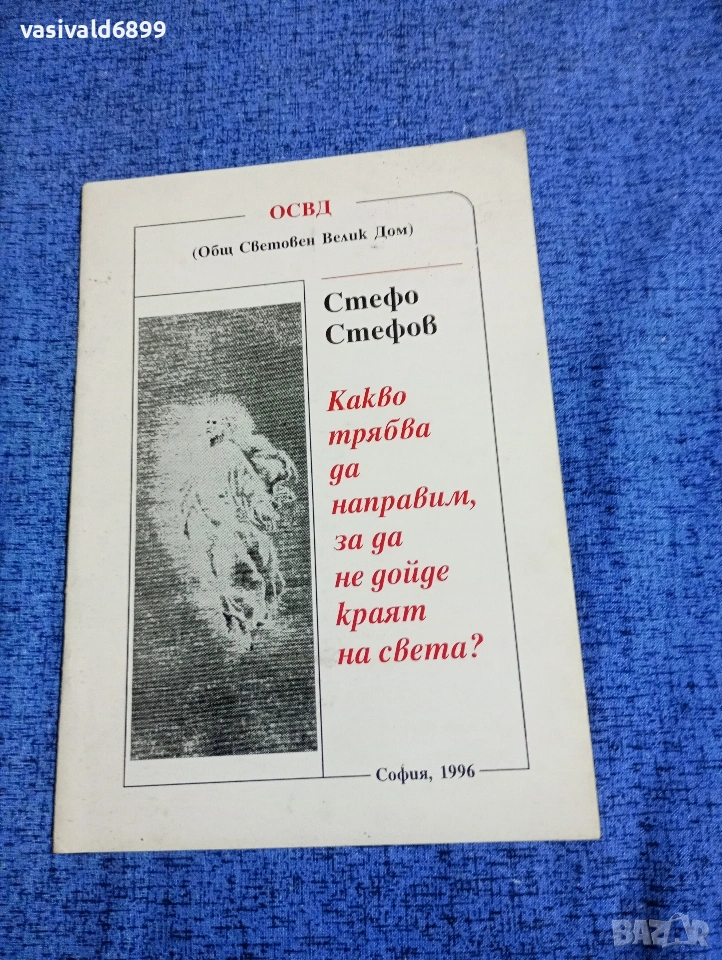 vasivald6899
ОСВД
(Общ Световен Велик Дом)
Стефо
Стефов
Какво
трябва
да
направим,
за да
не дойде
краят
на света?
София, 1996
BAZAR